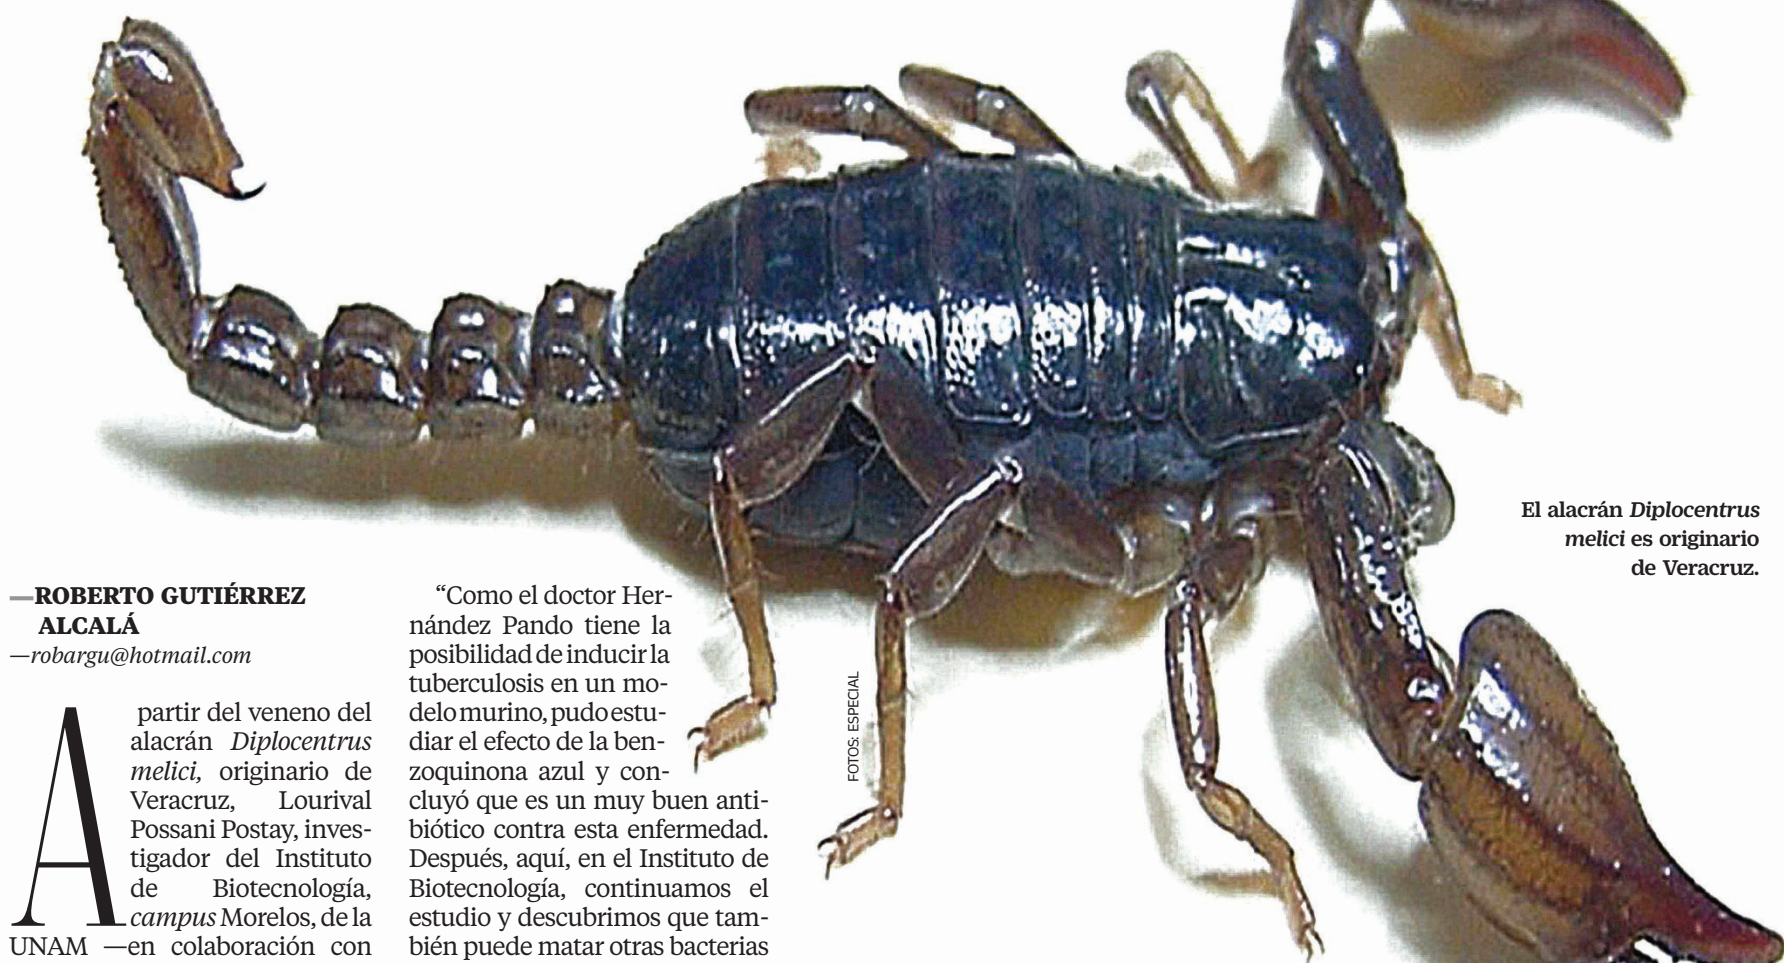 —ROBERTO GUTIÉRREZ
ALCALÁ
—robargu@hotmail.com
A partir del veneno del
alacrán Diplocentrus
melici, originario de
Veracruz, Lourival
Possani Postay, inves-
tigador del Instituto
de Biotecnología,
campus Morelos, de la
UNAM —en colaboración con
“Como el doctor Her-
nández Pando tiene la
posibilidad de inducir la
tuberculosis en un mo-
delo murino, pudo estu-
diar el efecto de la ben-
zoquinona azul y con-
cluyó que es un muy buen anti-
biótico contra esta enfermedad.
Después, aquí, en el Instituto de
Biotecnología, continuamos el
estudio y descubrimos que tam-
bién puede matar otras bacterias
FOTOS: ESPECIAL
El alacrán Diplocentrus
melici es originario
de Veracruz.